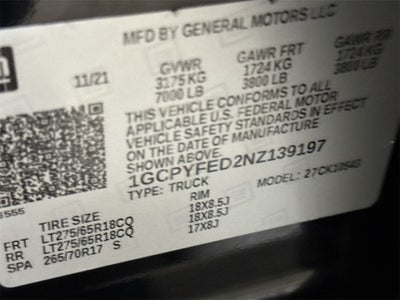 MFD BY GENERAL MOTORS LLC
11/21
GVWR GAWR FRT GAWR RR
3175 KG 1724 KG 1724 KG
7000 LB 3800 LB 3800 LB
THIS VEHICLE CONFORMS TO ALL
APPLICABLE U.S. FEDERAL MOTOR
VEHICLE SAFETY STANDARDS IN EFFECT
ON THE DATE OF MANUFACTURE
SHOWN ABOVE.
1GCPYFED2NZ139197
TYPE: TRUCK MODEL: 27CK10543
TIRE SIZE RIM
FRT LT275/65R18CQ 18X8.5J
RR LT275/65R18CQ 18X8.5J
SPA 265/70R17 S 17X8J